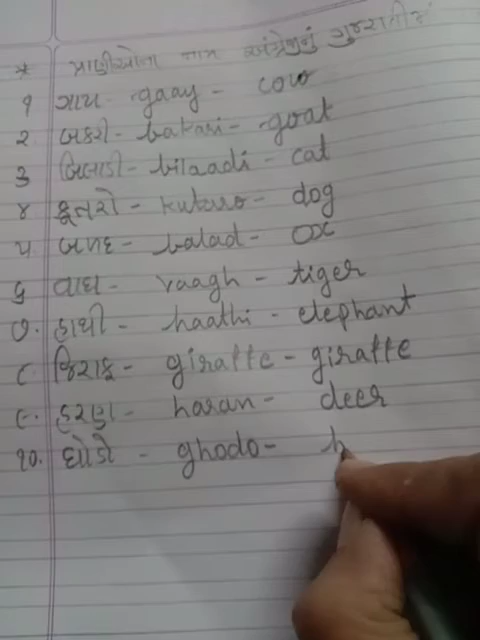 * પ્રાણીઓના નામ અંગ્રેજીનું ગુજરાતીમાં
૧ ગાય - gaay - cow
૨ બકરી - bakari - goat
૩ બિલાડી - bilaadi - cat
૪ કૂતરો - kutaro - dog
૫ બળદ - balad - ox
૬ વાઘ - vaagh - tiger
૭. હાથી - haathi - elephant
૮ જિરાફ - giraffe - giraffe
૯. હરણ - haran - deer
૧૦. ઘોડો - ghodo - h